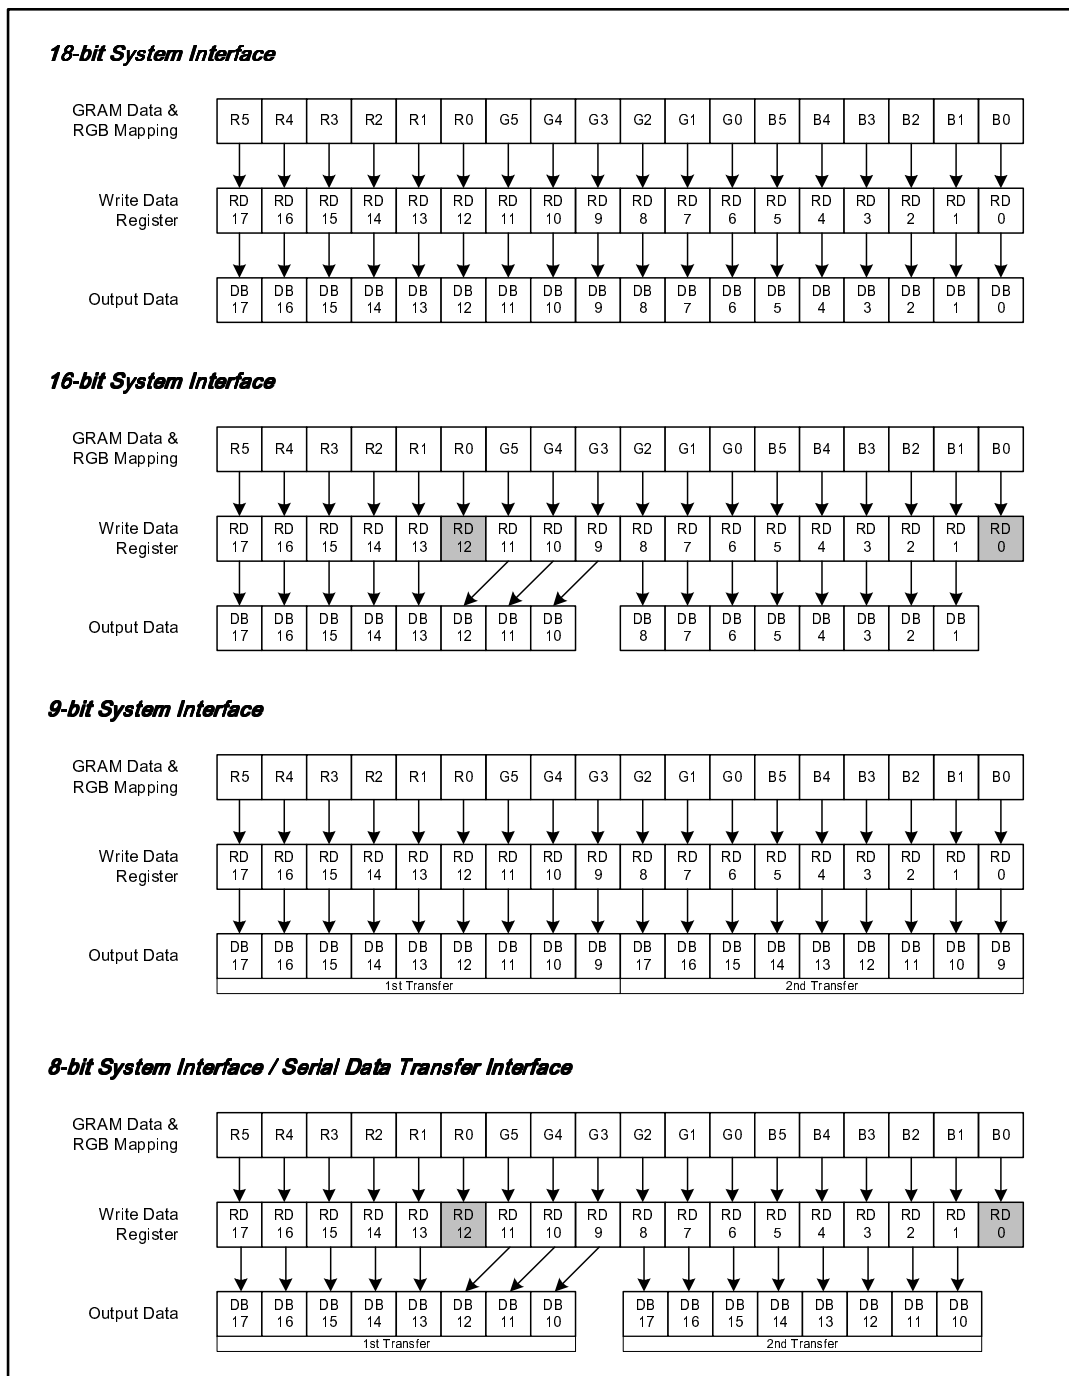 18-bit System Interface
GRAM Data &
RGB Mapping
R5 R4 R3 R2 R1 R0 G5 G4 G3 G2 G1 G0 B5 B4 B3 B2 B1 B0
Write Data
Register
RD 17 RD 16 RD 15 RD 14 RD 13 RD 12 RD 11 RD 10 RD 9 RD 8 RD 7 RD 6 RD 5 RD 4 RD 3 RD 2 RD 1 RD 0
Output Data
DB 17 DB 16 DB 15 DB 14 DB 13 DB 12 DB 11 DB 10 DB 9 DB 8 DB 7 DB 6 DB 5 DB 4 DB 3 DB 2 DB 1 DB 0
16-bit System Interface
GRAM Data &
RGB Mapping
R5 R4 R3 R2 R1 R0 G5 G4 G3 G2 G1 G0 B5 B4 B3 B2 B1 B0
Write Data
Register
RD 17 RD 16 RD 15 RD 14 RD 13 RD 12 RD 11 RD 10 RD 9 RD 8 RD 7 RD 6 RD 5 RD 4 RD 3 RD 2 RD 1 RD 0
Output Data
DB 17 DB 16 DB 15 DB 14 DB 13 DB 12 DB 11 DB 10 DB 8 DB 7 DB 6 DB 5 DB 4 DB 3 DB 2 DB 1
9-bit System Interface
GRAM Data &
RGB Mapping
R5 R4 R3 R2 R1 R0 G5 G4 G3 G2 G1 G0 B5 B4 B3 B2 B1 B0
Write Data
Register
RD 17 RD 16 RD 15 RD 14 RD 13 RD 12 RD 11 RD 10 RD 9 RD 8 RD 7 RD 6 RD 5 RD 4 RD 3 RD 2 RD 1 RD 0
Output Data
DB 17 DB 16 DB 15 DB 14 DB 13 DB 12 DB 11 DB 10 DB 9 DB 17 DB 16 DB 15 DB 14 DB 13 DB 12 DB 11 DB 10 DB 9
1st Transfer 2nd Transfer
8-bit System Interface / Serial Data Transfer Interface
GRAM Data &
RGB Mapping
R5 R4 R3 R2 R1 R0 G5 G4 G3 G2 G1 G0 B5 B4 B3 B2 B1 B0
Write Data
Register
RD 17 RD 16 RD 15 RD 14 RD 13 RD 12 RD 11 RD 10 RD 9 RD 8 RD 7 RD 6 RD 5 RD 4 RD 3 RD 2 RD 1 RD 0
Output Data
DB 17 DB 16 DB 15 DB 14 DB 13 DB 12 DB 11 DB 10 DB 17 DB 16 DB 15 DB 14 DB 13 DB 12 DB 11 DB 10
1st Transfer 2nd Transfer